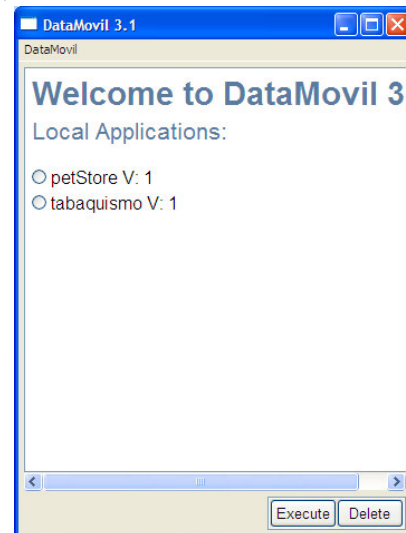 DataMovil 3.1
DataMovil
Welcome to DataMovil 3
Local Applications:
petStore V: 1
tabaquismo V: 1
Execute Delete